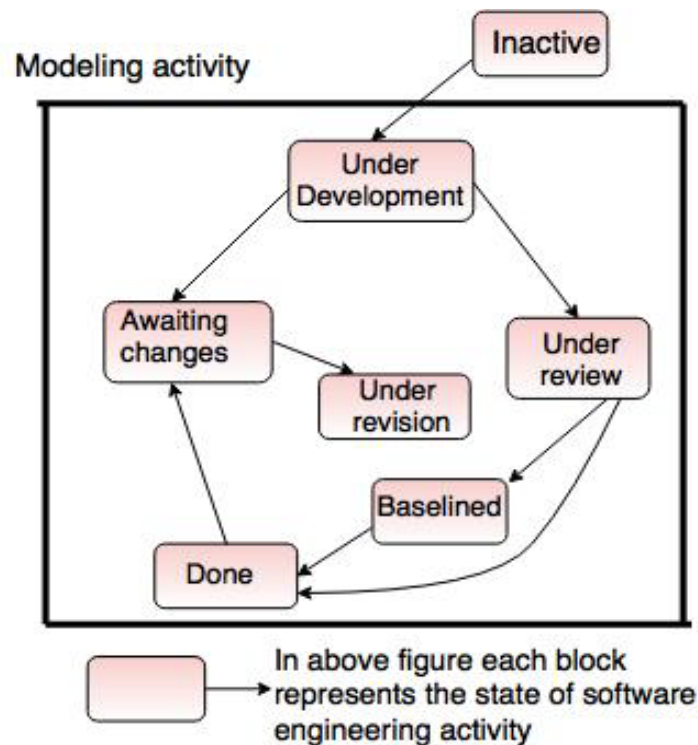 Inactive
Modeling activity
Under
Development
Awaiting
changes
Under
review
Under
revision
Baselined
Done
In above figure each block
represents the state of software
engineering activity